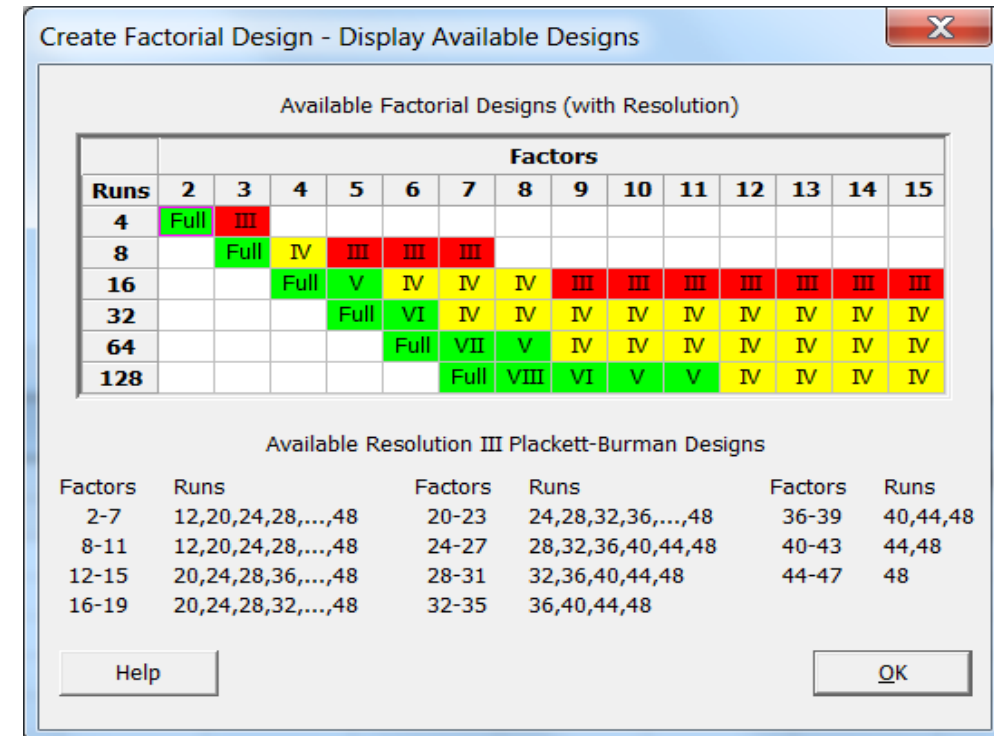 Create Factorial Design - Display Available Designs
X
Available Factorial Designs (with Resolution)
Factors
Runs 2 3 4 5 6 7 8 9 10 11 12 13 14 15
4 Full III
8 Full IV III III III
16 Full V IV IV IV III III III III III III III
32 Full VI IV IV IV IV IV IV IV IV IV
64 Full VII V IV IV IV IV IV IV IV
128 Full VIII VI V V IV IV IV IV
Available Resolution III Plackett-Burman Designs
Factors Runs Factors Runs Factors Runs
2-7 12,20,24,28,...,48 20-23 24,28,32,36,...,48 36-39 40,44,48
8-11 12,20,24,28,...,48 24-27 28,32,36,40,44,48 40-43 44,48
12-15 20,24,28,36,...,48 28-31 32,36,40,44,48 44-47 48
16-19 20,24,28,32,...,48 32-35 36,40,44,48
Help OK